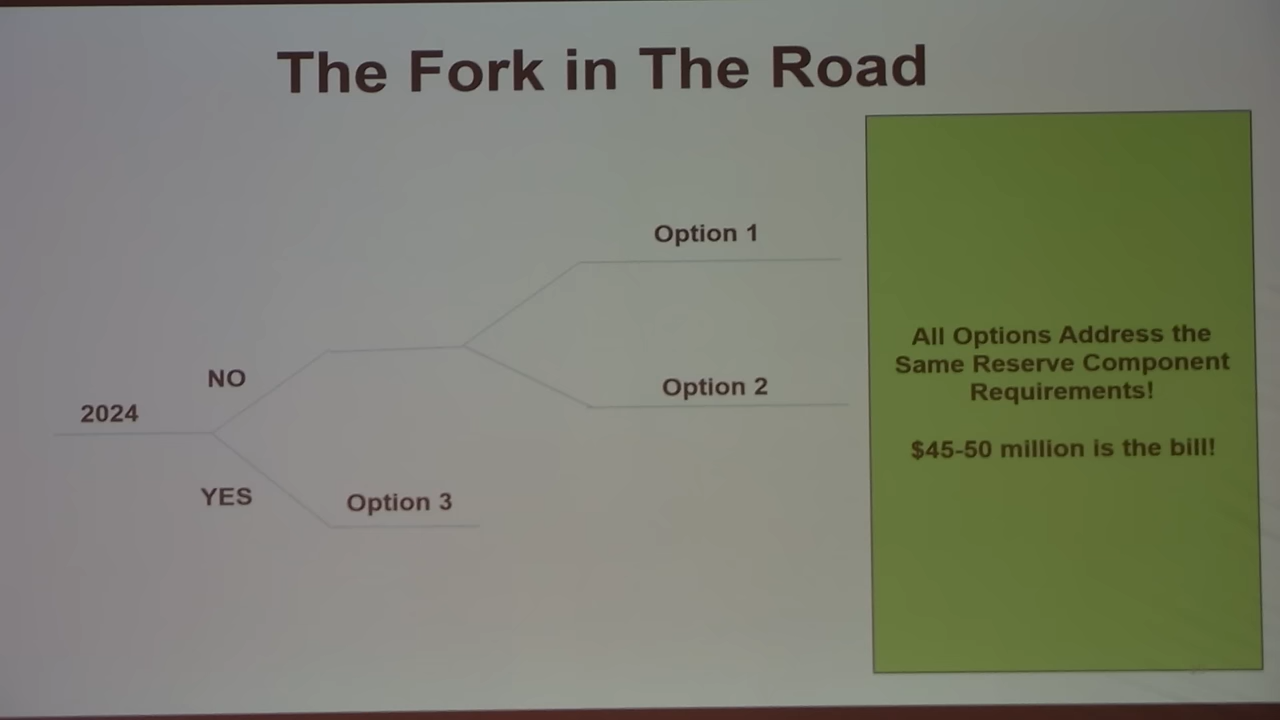 The Fork in The Road
Option 1
NO
Option 2
2024
YES
Option 3
All Options Address the
Same Reserve Component
Requirements!
$45-50 million is the bill!